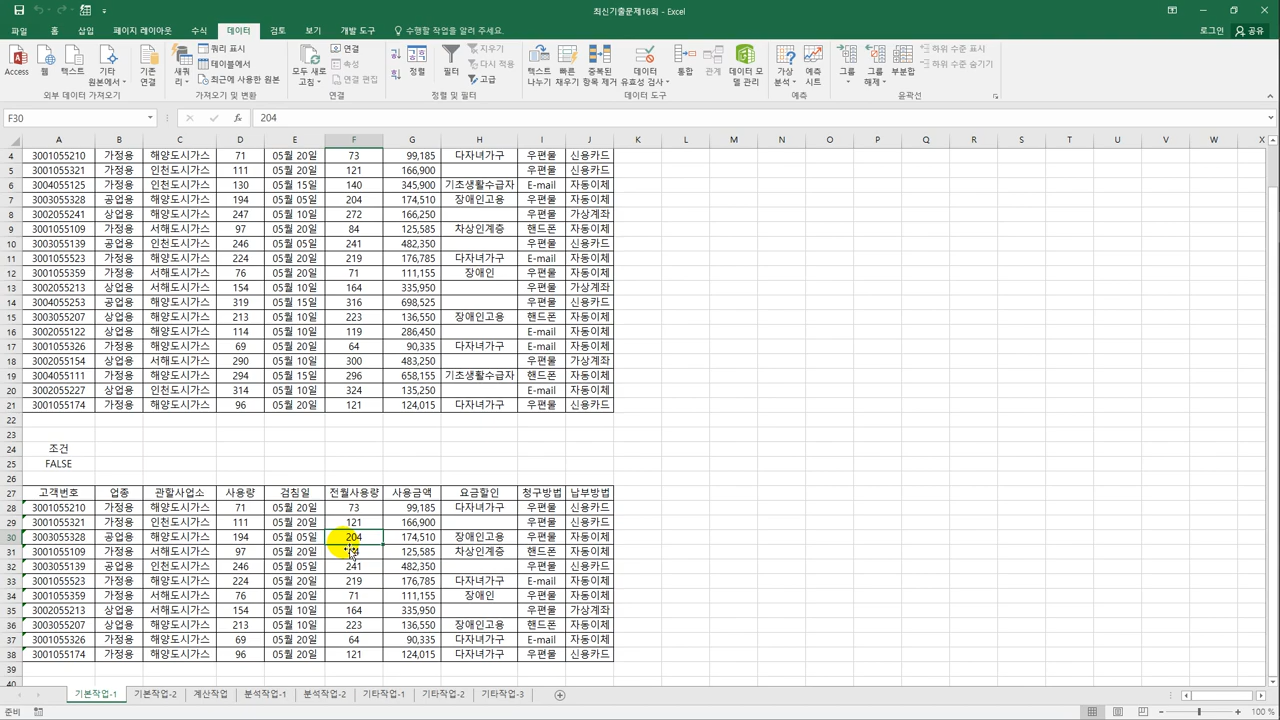 최신기출문제16회 - Excel
파일 홈 삽입 페이지 레이아웃 수식 데이터 검토 보기 개발 도구 수행할 작업을 알려 주세요. 로그인 공유
Access 웹 텍스트 기타 원본에서 기존 연결 새쿼리 쿼리 표시 테이블에서 최근에 사용한 원본 모두 새로 고침 연결 속성 연결 편집 정렬 필터 지우기 다시 적용 고급 텍스트 나누기 빠른 채우기 중복된 항목 제거 데이터 유효성 검사 통합 관계 데이터 모델 관리 가상 분석 예측 시트 그룹 그룹 해제 부분합 하위 수준 표시 하위 수준 숨기기
외부 데이터 가져오기 가져오기 및 변환 연결 정렬 및 필터 데이터 도구 예측 윤곽선
F30 fx 204
A B C D E F G H I J K L M N O P Q R S T U V W X
4 3001055210 가정용 해양도시가스 71 05월 20일 73 99,185 다자녀가구 우편물 신용카드
5 3001055321 가정용 인천도시가스 111 05월 20일 121 166,900 우편물 신용카드
6 3004055125 가정용 인천도시가스 130 05월 15일 140 345,900 기초생활수급자 E-mail 자동이체
7 3003055328 공업용 해양도시가스 194 05월 05일 204 174,510 장애인고용 우편물 자동이체
8 3002055241 상업용 해양도시가스 247 05월 10일 272 166,250 우편물 가상계좌
9 3001055109 가정용 서해도시가스 97 05월 20일 84 125,585 차상인계층 핸드폰 자동이체
10 3003055139 공업용 인천도시가스 246 05월 05일 241 482,350 우편물 신용카드
11 3001055523 가정용 해양도시가스 224 05월 20일 219 176,785 다자녀가구 E-mail 자동이체
12 3001055359 가정용 서해도시가스 76 05월 20일 71 111,155 장애인 우편물 자동이체
13 3002055213 상업용 서해도시가스 154 05월 10일 164 335,950 우편물 가상계좌
14 3004055253 공업용 해양도시가스 319 05월 15일 316 698,525 우편물 신용카드
15 3003055207 상업용 해양도시가스 213 05월 10일 223 136,550 장애인고용 핸드폰 자동이체
16 3002055122 상업용 인천도시가스 114 05월 10일 119 286,450 E-mail 자동이체
17 3001055326 가정용 해양도시가스 69 05월 20일 64 90,335 다자녀가구 핸드폰 자동이체
18 3002055154 상업용 서해도시가스 290 05월 10일 300 483,250 우편물 가상계좌
19 3004055111 가정용 해양도시가스 294 05월 15일 296 658,155 기초생활수급자 핸드폰 자동이체
20 3002055227 상업용 인천도시가스 314 05월 10일 324 135,250 E-mail 자동이체
21 3001055174 가정용 해양도시가스 96 05월 20일 121 124,015 다자녀가구 우편물 신용카드
22
23
24 조건
25 FALSE
26
27 고객번호 업종 관할사업소 사용량 검침일 전월사용량 사용금액 요금할인 청구방법 납부방법
28 3001055210 가정용 해양도시가스 71 05월 20일 73 99,185 다자녀가구 우편물 신용카드
29 3001055321 가정용 인천도시가스 111 05월 20일 121 166,900 우편물 신용카드
30 3003055328 공업용 해양도시가스 194 05월 05일 204 174,510 장애인고용 우편물 자동이체
31 3001055109 가정용 서해도시가스 97 05월 20일 125,585 차상인계층 핸드폰 자동이체
32 3003055139 공업용 인천도시가스 246 05월 05일 241 482,350 우편물 신용카드
33 3001055523 가정용 해양도시가스 224 05월 20일 219 176,785 다자녀가구 E-mail 자동이체
34 3001055359 가정용 서해도시가스 76 05월 20일 71 111,155 장애인 우편물 자동이체
35 3002055213 상업용 서해도시가스 154 05월 10일 164 335,950 우편물 가상계좌
36 3003055207 상업용 해양도시가스 213 05월 10일 223 136,550 장애인고용 핸드폰 자동이체
37 3001055326 가정용 해양도시가스 69 05월 20일 64 90,335 다자녀가구 E-mail 자동이체
38 3001055174 가정용 해양도시가스 96 05월 20일 121 124,015 다자녀가구 우편물 신용카드
39
40
기본작업-1 기본작업-2 계산작업 분석작업-1 분석작업-2 기타작업-1 기타작업-2 기타작업-3
준비 100 %